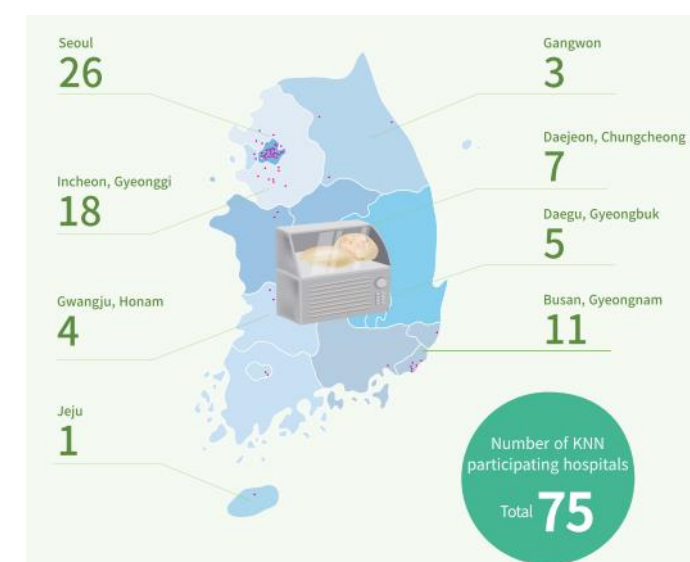 Seoul
26
Incheon, Gyeonggi
18
Gwangju, Honam
4
Jeju
1
Gangwon
3
Daejeon, Chungcheong
7
Daegu, Gyeongbuk
5
Busan, Gyeongnam
11
Number of KNN
participating hospitals
Total 75